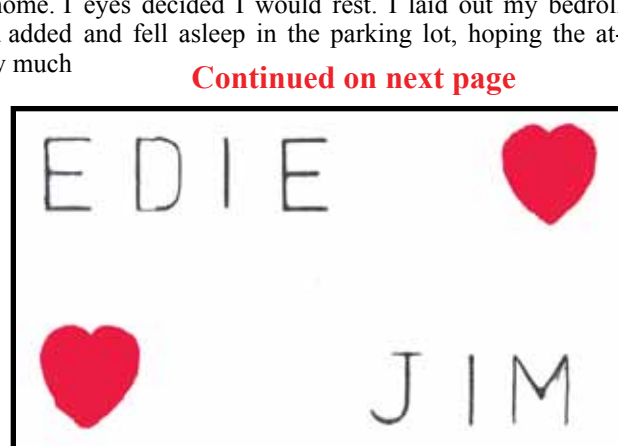 home. I eyes decided I would rest. I laid out my bedroll
added and fell asleep in the parking lot, hoping the at-
much
Continued on next page
EDIE
JIM